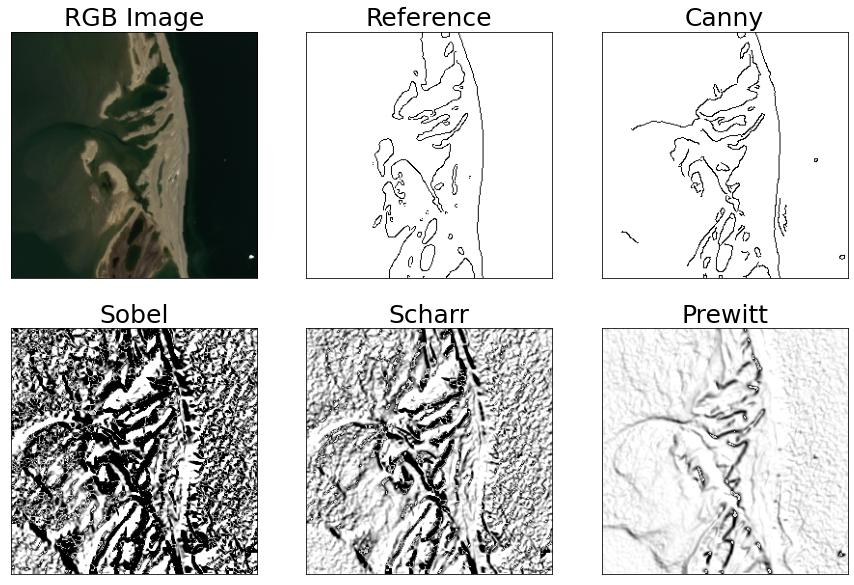 RGB Image
Reference
Canny
Sobel
Scharr
Prewitt